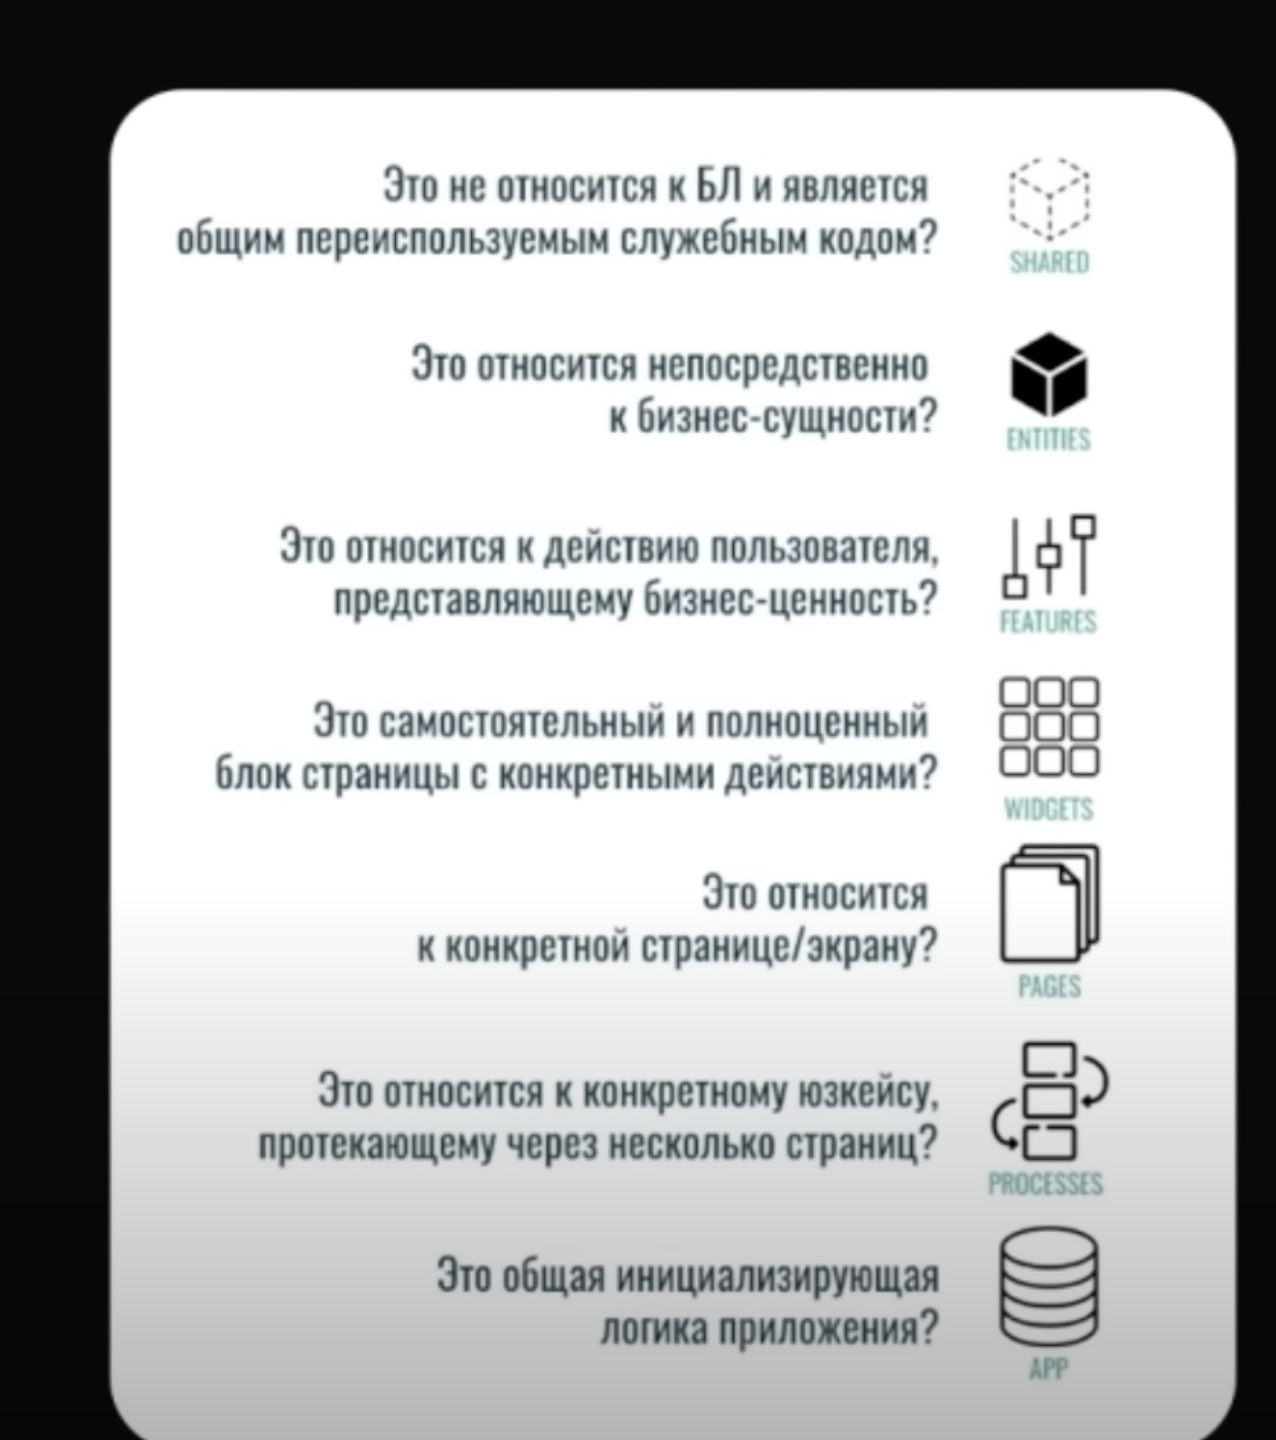 Это не относится к БЛ и является
общим переиспользуемым служебным кодом?
SHARED
Это относится непосредственно
к бизнес-сущности?
ENTITIES
Это относится к действию пользователя,
представляющему бизнес-ценность?
FEATURES
Это самостоятельный и полноценный
блок страницы с конкретными действиями?
WIDGETS
Это относится
к конкретной странице/экрану?
PAGES
Это относится к конкретному юзкейсу,
протекающему через несколько страниц?
PROCESSES
Это общая инициализирующая
логика приложения?
APP